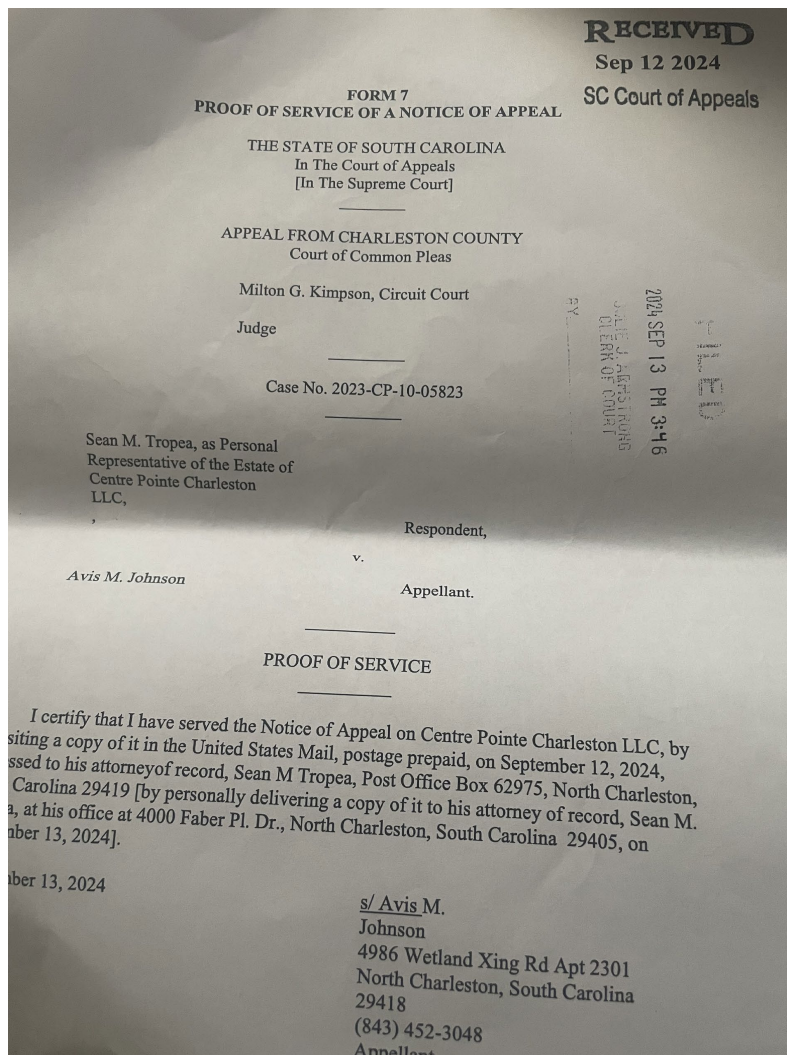 RECEIVED
Sep 12 2024
SC Court of Appeals
FORM 7
PROOF OF SERVICE OF A NOTICE OF APPEAL
THE STATE OF SOUTH CAROLINA
In The Court of Appeals
[In The Supreme Court]
APPEAL FROM CHARLESTON COUNTY
Court of Common Pleas
Milton G. Kimpson, Circuit Court
Judge
Case No. 2023-CP-10-05823
FILED
2024 SEP 13 PM 3:46
JULIE J. ARMSTRONG
CLERK OF COURT
BY
Sean M. Tropea, as Personal
Representative of the Estate of
Centre Pointe Charleston
LLC,
,
Respondent,
v.
Avis M. Johnson
Appellant.
PROOF OF SERVICE
I certify that I have served the Notice of Appeal on Centre Pointe Charleston LLC, by
siting a copy of it in the United States Mail, postage prepaid, on September 12, 2024,
ssed to his attorneyof record, Sean M Tropea, Post Office Box 62975, North Charleston,
Carolina 29419 [by personally delivering a copy of it to his attorney of record, Sean M.
a, at his office at 4000 Faber Pl. Dr., North Charleston, South Carolina 29405, on
nber 13, 2024].
nber 13, 2024
s/ Avis M.
Johnson
4986 Wetland Xing Rd Apt 2301
North Charleston, South Carolina
29418
(843) 452-3048
Appellant